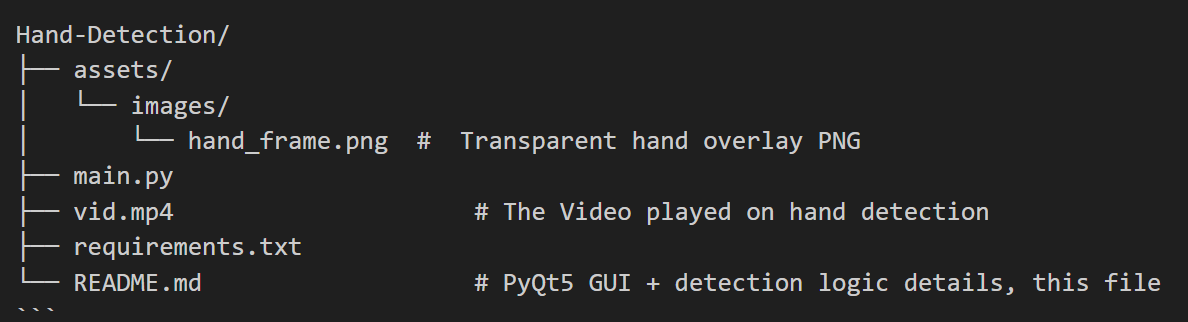 Hand-Detection/
├── assets/
│   └── images/
│       └── hand_frame.png  #  Transparent hand overlay PNG
├── main.py
├── vid.mp4                     # The Video played on hand detection
├── requirements.txt
└── README.md                   # PyQt5 GUI + detection logic details, this file
```